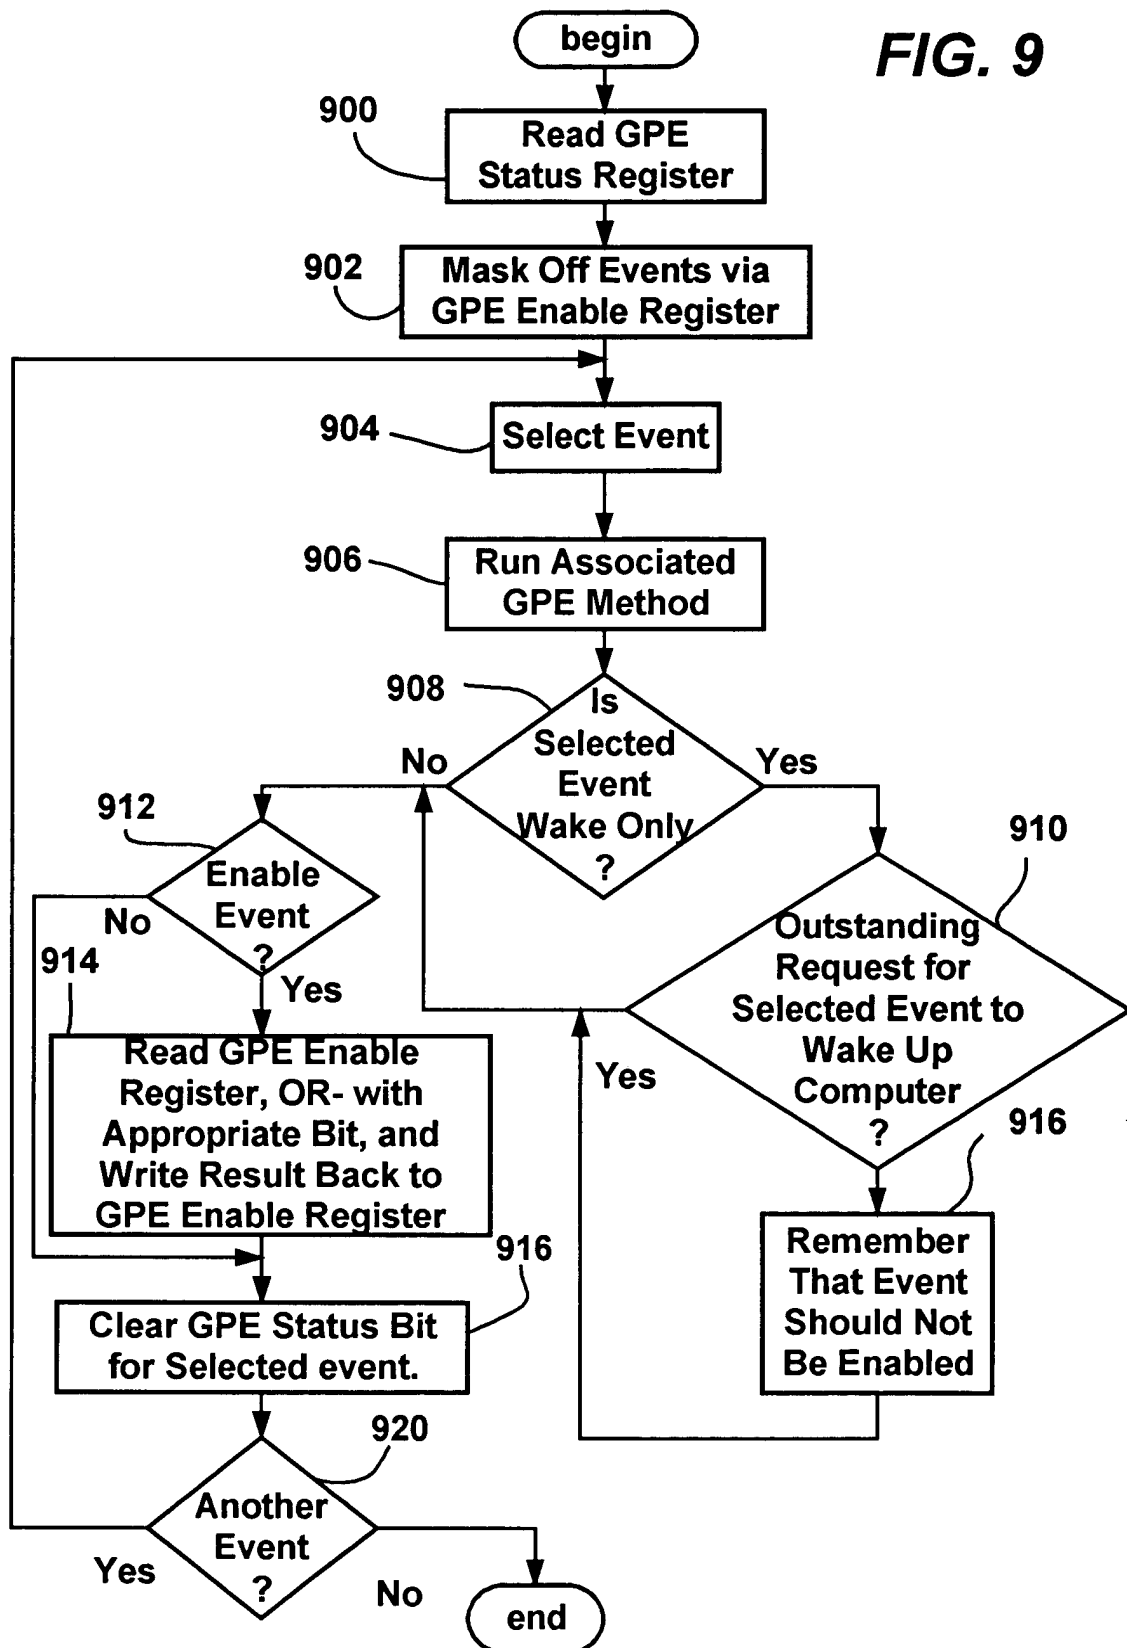 begin
FIG. 9
900
Read GPE
Status Register
902
Mask Off Events via
GPE Enable Register
904
Select Event
906
Run Associated
GPE Method
908
Is
Selected
Event
Wake Only
?
No
Yes
912
Enable
Event
?
No
Yes
910
Outstanding
Request for
Selected Event to
Wake Up
Computer
?
Yes
914
Read GPE Enable
Register, OR- with
Appropriate Bit, and
Write Result Back to
GPE Enable Register
916
Remember
That Event
Should Not
Be Enabled
916
Clear GPE Status Bit
for Selected event.
920
Another
Event
?
Yes
No
end